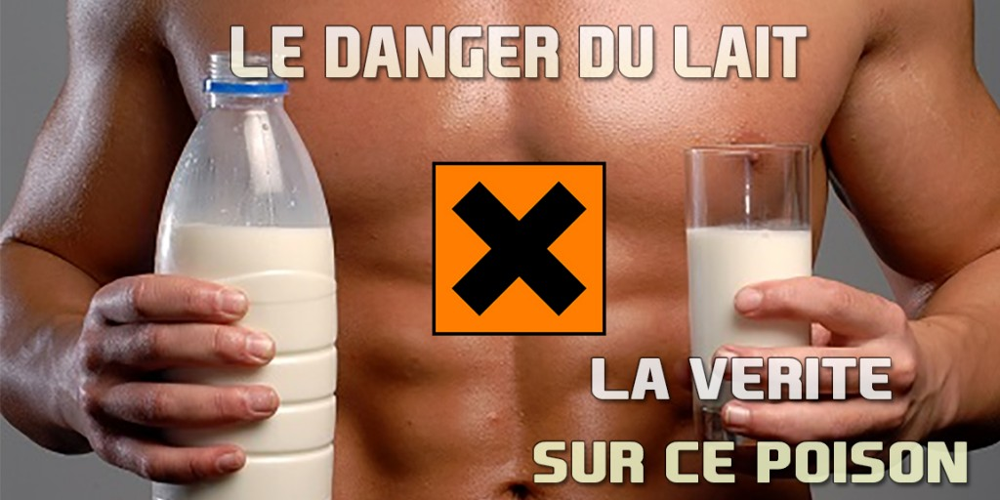 LE DANGER DU LAIT
LA VERITE
SUR CE POISON